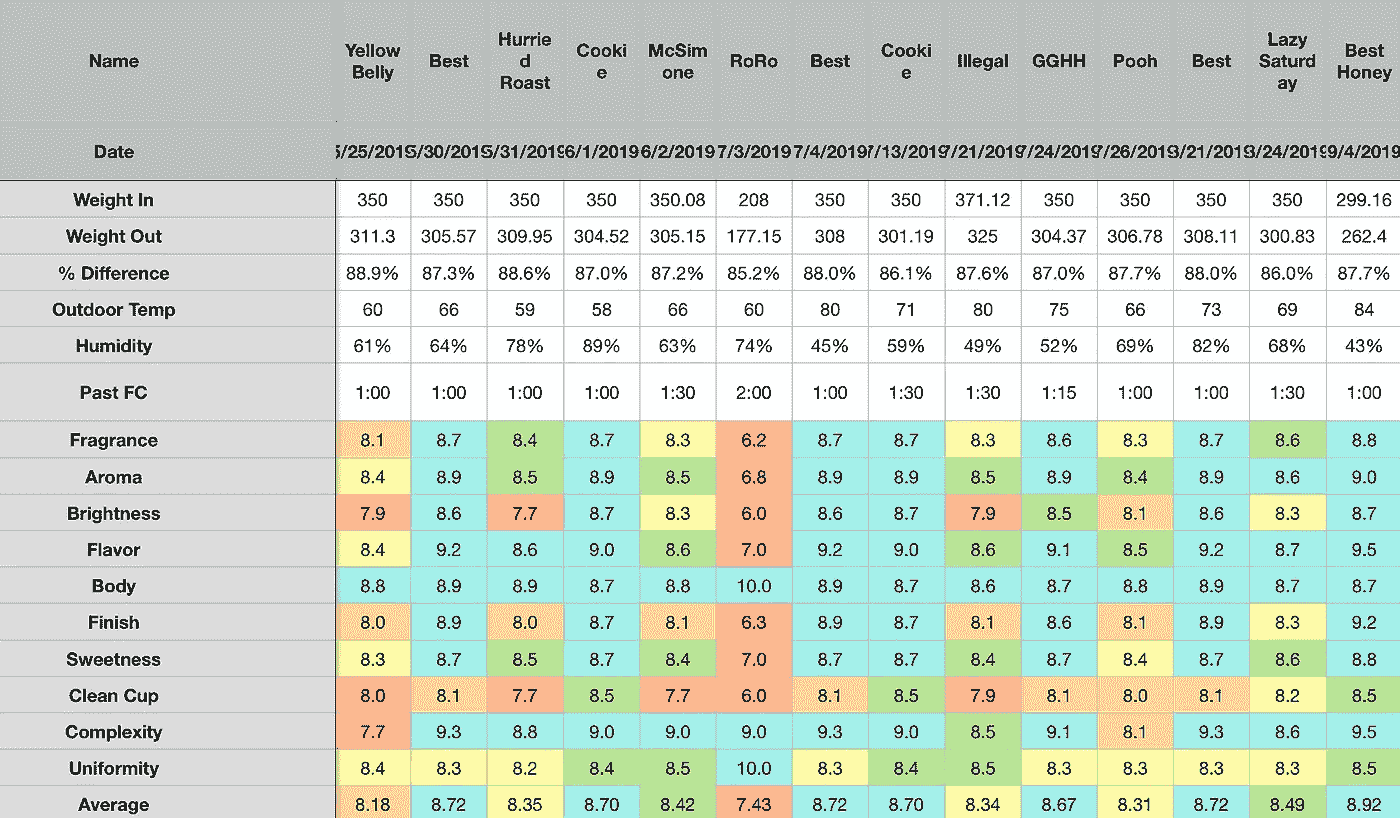 Name Yellow Belly Best Hurried Roast Cookie McSimone RoRo Best Cookie Illegal GGHH Pooh Best Lazy Saturday Best Honey
Date 5/25/2019 5/30/2019 5/31/2019 6/1/2019 6/2/2019 7/3/2019 7/4/2019 7/13/2019 7/21/2019 7/24/2019 7/26/2019 8/21/2019 8/24/2019 9/4/2019
Weight In 350 350 350 350 350.08 208 350 350 371.12 350 350 350 350 299.16
Weight Out 311.3 305.57 309.95 304.52 305.15 177.15 308 301.19 325 304.37 306.78 308.11 300.83 262.4
% Difference 88.9% 87.3% 88.6% 87.0% 87.2% 85.2% 88.0% 86.1% 87.6% 87.0% 87.7% 88.0% 86.0% 87.7%
Outdoor Temp 60 66 59 58 66 60 80 71 80 75 66 73 69 84
Humidity 61% 64% 78% 89% 63% 74% 45% 59% 49% 52% 69% 82% 68% 43%
Past FC 1:00 1:00 1:00 1:00 1:30 2:00 1:00 1:30 1:30 1:15 1:00 1:00 1:30 1:00
Fragrance 8.1 8.7 8.4 8.7 8.3 6.2 8.7 8.7 8.3 8.6 8.3 8.7 8.6 8.8
Aroma 8.4 8.9 8.5 8.9 8.5 6.8 8.9 8.9 8.5 8.9 8.4 8.9 8.6 9.0
Brightness 7.9 8.6 7.7 8.7 8.3 6.0 8.6 8.7 7.9 8.5 8.1 8.6 8.3 8.7
Flavor 8.4 9.2 8.6 9.0 8.6 7.0 9.2 9.0 8.6 9.1 8.5 9.2 8.7 9.5
Body 8.8 8.9 8.9 8.7 8.8 10.0 8.9 8.7 8.6 8.7 8.8 8.9 8.7 8.7
Finish 8.0 8.9 8.0 8.7 8.1 6.3 8.9 8.7 8.1 8.6 8.1 8.9 8.3 9.2
Sweetness 8.3 8.7 8.5 8.7 8.4 7.0 8.7 8.7 8.4 8.7 8.4 8.7 8.6 8.8
Clean Cup 8.0 8.1 7.7 8.5 7.7 6.0 8.1 8.5 7.9 8.1 8.0 8.1 8.2 8.5
Complexity 7.7 9.3 8.8 9.0 9.0 9.0 9.3 9.0 8.5 9.1 8.1 9.3 8.6 9.5
Uniformity 8.4 8.3 8.2 8.4 8.5 10.0 8.3 8.4 8.5 8.3 8.3 8.3 8.3 8.5
Average 8.18 8.72 8.35 8.70 8.42 7.43 8.72 8.70 8.34 8.67 8.31 8.72 8.49 8.92